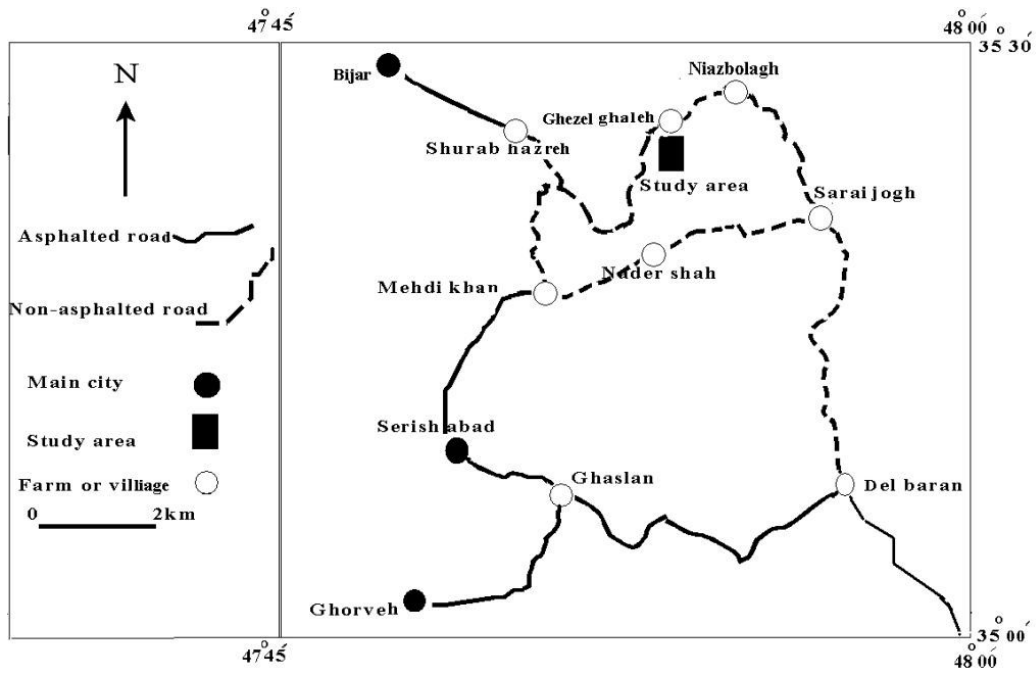 47°45′
48°00′
35°30′
N
Bijar
Niazbolagh
Ghezel ghaleh
Shurab hazreh
Study area
Sarai jogh
Asphalted road
Nader shah
Mehdi khan
Non-asphalted road
Main city
Serish abad
Study area
Ghaslan
Del baran
Farm or villiage
0 2km
Ghorveh
35°00′
47°45′
48°00′